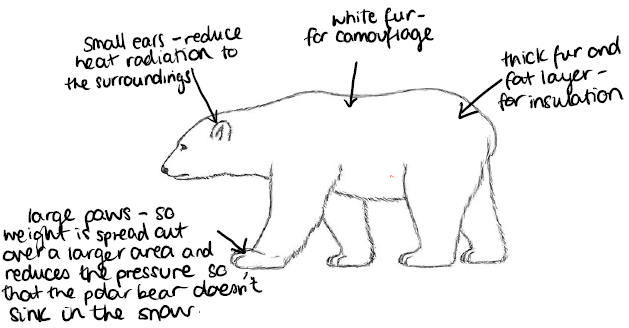 small ears - reduce
heat radiation to
the surroundings
white fur-
for camouflage
thick fur and
fat layer -
for insulation
large paws - so
weight is spread out
over a larger area and
reduces the pressure so
that the polar bear doesn't
sink in the snow.